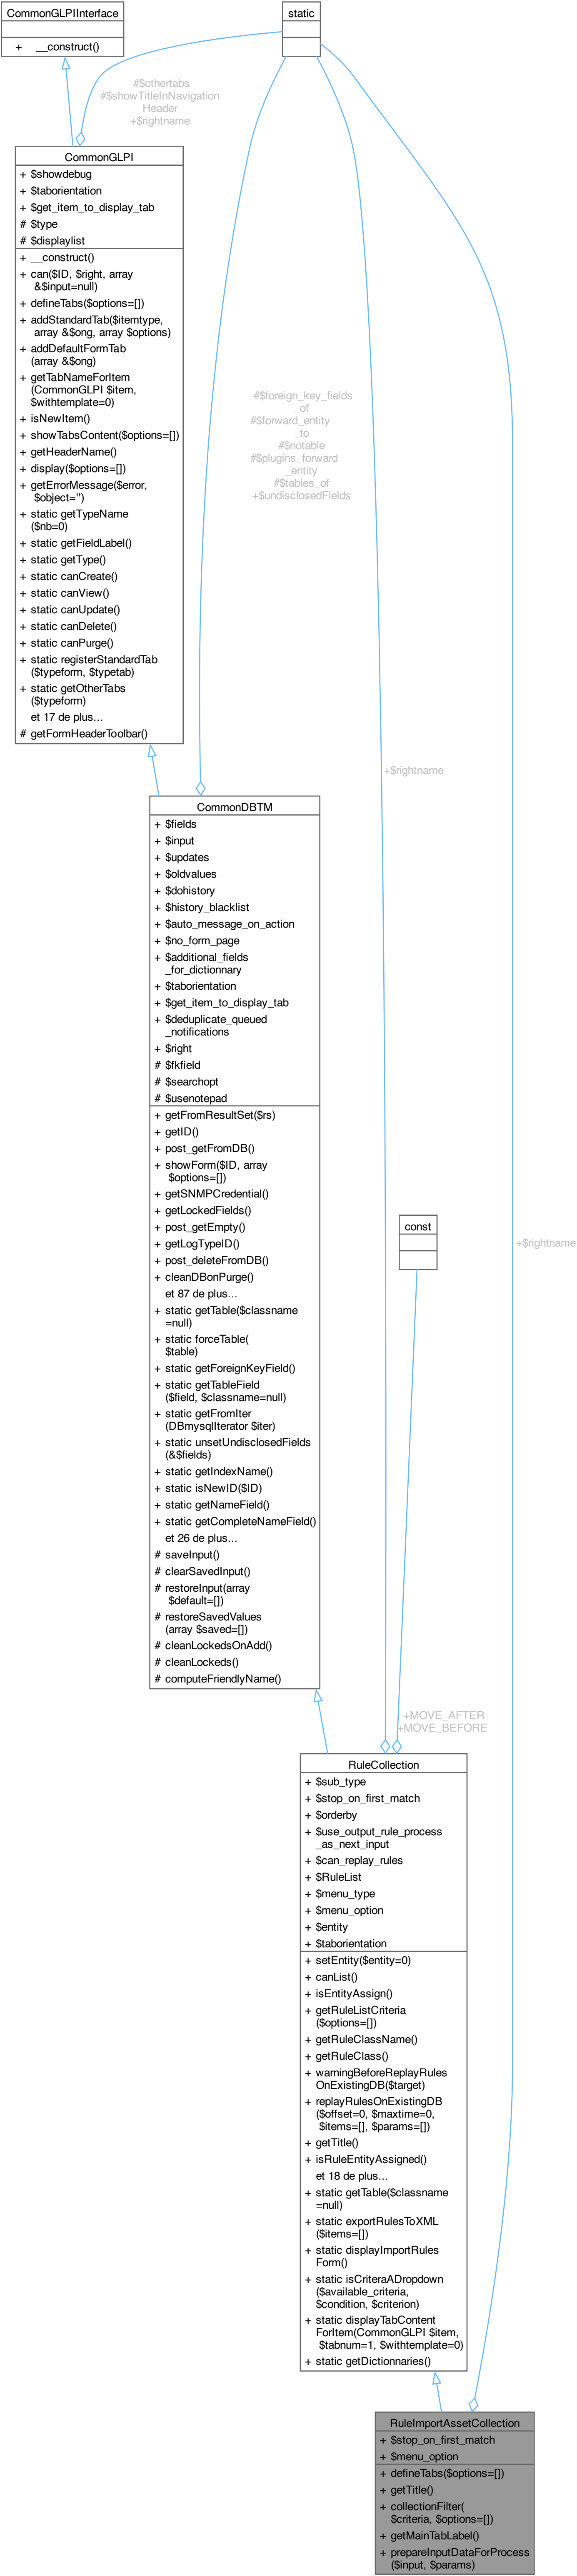 CommonGLPIInterface
+ __construct()
static
#$othertabs
#$showTitleInNavigation
Header
+$rightname
CommonGLPI
+ $showdebug
+ $taborientation
+ $get_item_to_display_tab
# $type
# $displaylist
+ __construct()
+ can($ID, $right, array
&$input=null)
+ defineTabs($options=[])
+ addStandardTab($itemtype,
array &$ong, array $options)
+ addDefaultFormTab
(array &$ong)
+ getTabNameForItem
(CommonGLPI $item,
$withtemplate=0)
+ isNewItem()
+ showTabsContent($options=[])
+ getHeaderName()
+ display($options=[])
+ getErrorMessage($error,
$object='')
+ static getTypeName
($nb=0)
+ static getFieldLabel()
+ static getType()
+ static canCreate()
+ static canView()
+ static canUpdate()
+ static canDelete()
+ static canPurge()
+ static registerStandardTab
($typeform, $typetab)
+ static getOtherTabs
($typeform)
et 17 de plus...
# getFormHeaderToolbar()
#$foreign_key_fields
_of
#$forward_entity
_to
#$notable
#$plugins_forward
_entity
#$tables_of
+$undisclosedFields
+$rightname
CommonDBTM
+ $fields
+ $input
+ $updates
+ $oldvalues
+ $dohistory
+ $history_blacklist
+ $auto_message_on_action
+ $no_form_page
+ $additional_fields
_for_dictionnary
+ $taborientation
+ $get_item_to_display_tab
+ $deduplicate_queued
_notifications
+ $right
# $fkfield
# $searchopt
# $usenotepad
+ getFromResultSet($rs)
+ getID()
+ post_getFromDB()
+ showForm($ID, array
$options=[])
+ getSNMPCredential()
+ getLockedFields()
+ post_getEmpty()
+ getLogTypeID()
+ post_deleteFromDB()
+ cleanDBonPurge()
et 87 de plus...
+ static getTable($classname
=null)
+ static forceTable(
$table)
+ static getForeignKeyField()
+ static getTableField
($field, $classname=null)
+ static getFromIter
(DBmysqlIterator $iter)
+ static unsetUndisclosedFields
(&$fields)
+ static getIndexName()
+ static isNewID($ID)
+ static getNameField()
+ static getCompleteNameField()
et 26 de plus...
# saveInput()
# clearSavedInput()
# restoreInput(array
$default=[])
# restoreSavedValues
(array $saved=[])
# cleanLockedsOnAdd()
# cleanLockeds()
# computeFriendlyName()
const
+$rightname
+MOVE_AFTER
+MOVE_BEFORE
RuleCollection
+ $sub_type
+ $stop_on_first_match
+ $orderby
+ $use_output_rule_process
_as_next_input
+ $can_replay_rules
+ $RuleList
+ $menu_type
+ $menu_option
+ $entity
+ $taborientation
+ setEntity($entity=0)
+ canList()
+ isEntityAssign()
+ getRuleListCriteria
($options=[])
+ getRuleClassName()
+ getRuleClass()
+ warningBeforeReplayRules
OnExistingDB($target)
+ replayRulesOnExistingDB
($offset=0, $maxtime=0,
$items=[], $params=[])
+ getTitle()
+ isRuleEntityAssigned()
et 18 de plus...
+ static getTable($classname
=null)
+ static exportRulesToXML
($items=[])
+ static displayImportRules
Form()
+ static isCriteraADropdown
($available_criteria,
$condition, $criterion)
+ static displayTabContent
ForItem(CommonGLPI $item,
$tabnum=1, $withtemplate=0)
+ static getDictionnaries()
RuleImportAssetCollection
+ $stop_on_first_match
+ $menu_option
+ defineTabs($options=[])
+ getTitle()
+ collectionFilter(
$criteria, $options=[])
+ getMainTabLabel()
+ prepareInputDataForProcess
($input, $params)